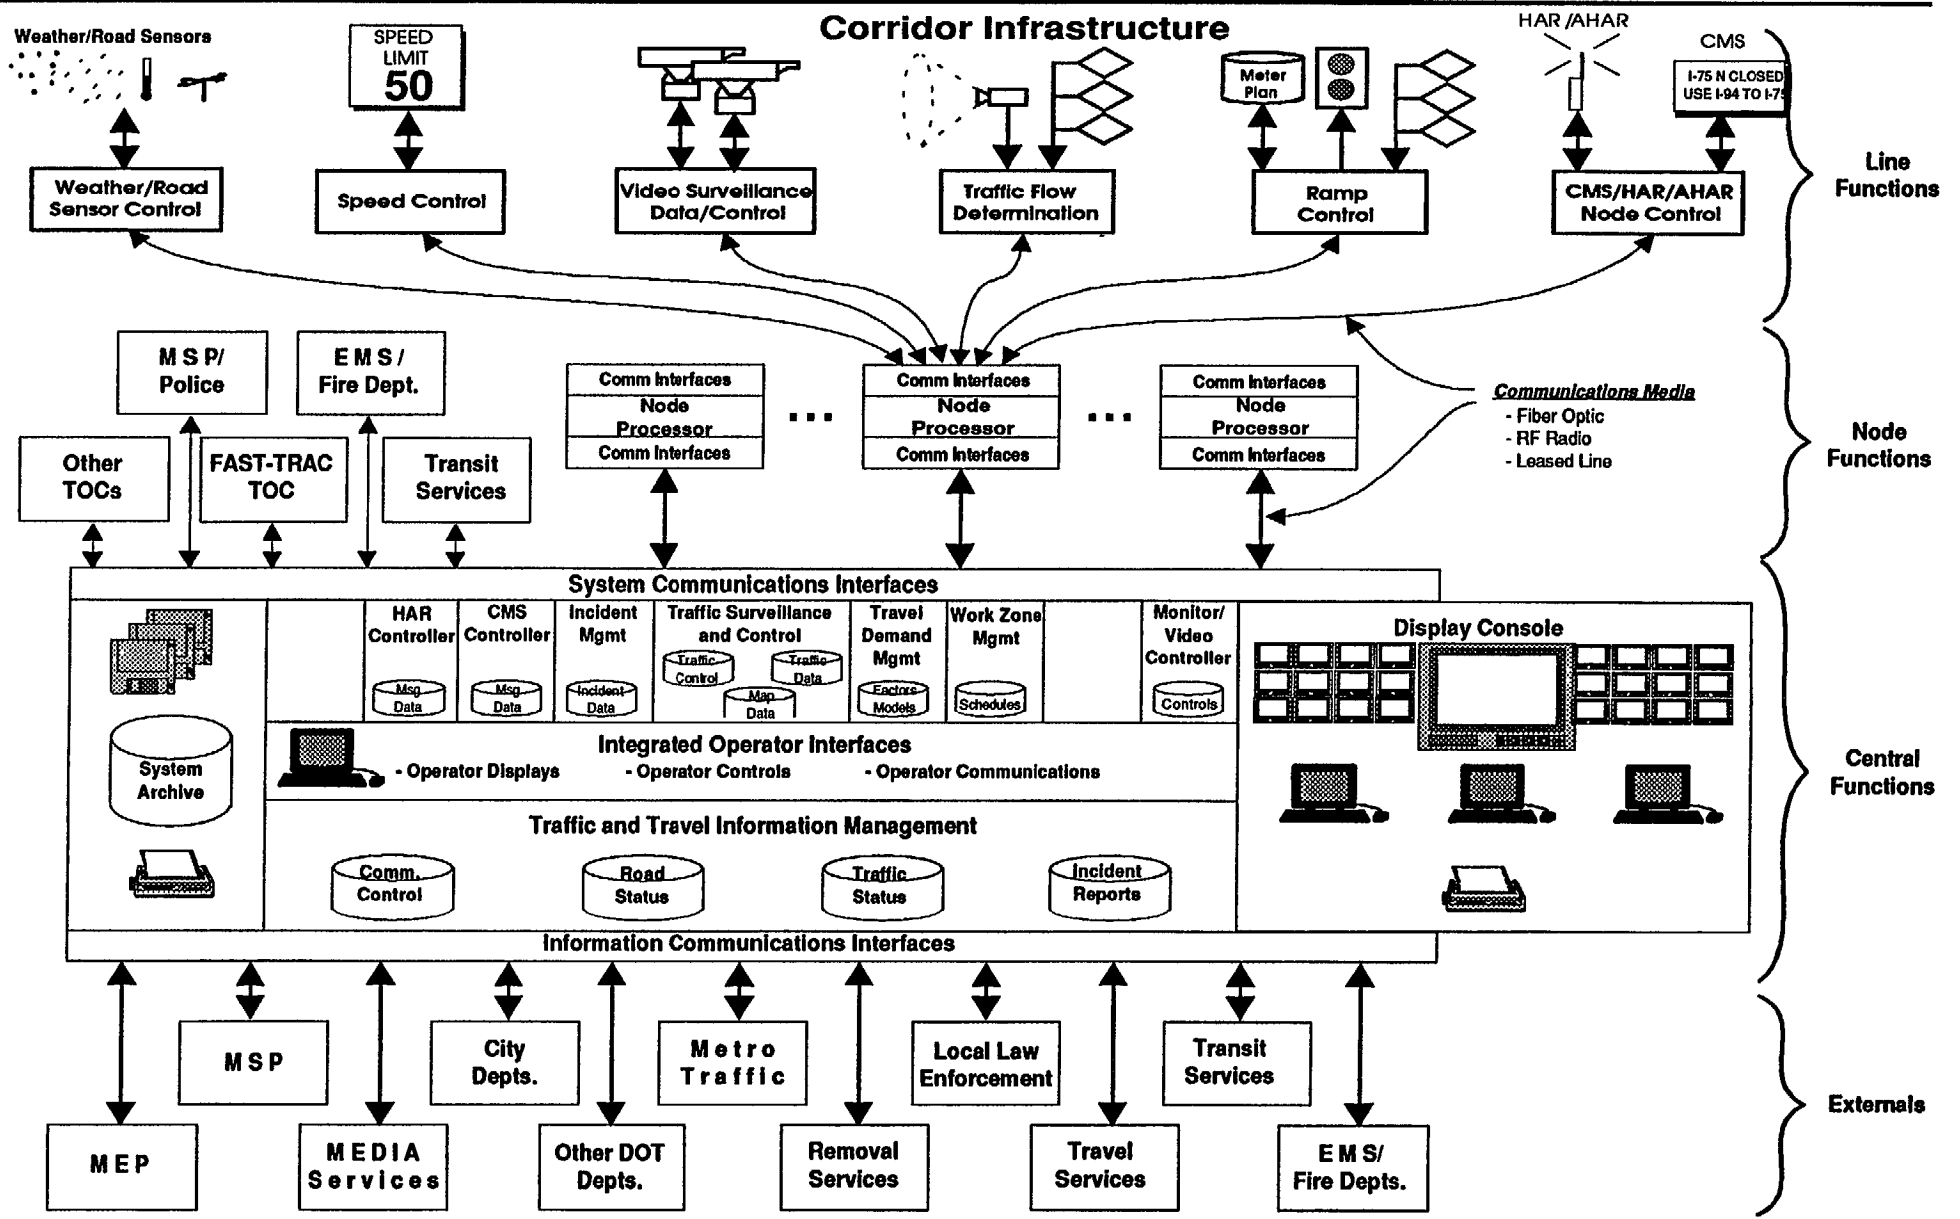 Corridor Infrastructure
Weather/Road Sensors
SPEED
LIMIT
50
Meter
Plan
HAR/AHAR
CMS
I-75 N CLOSED
USE I-94 TO I-75
Weather/Road
Sensor Control
Speed Control
Video Surveillance
Data/Control
Traffic Flow
Determination
Ramp
Control
CMS/HAR/AHAR
Node Control
Line
Functions
MSP/
Police
EMS/
Fire Dept.
Other
TOCs
FAST-TRAC
TOC
Transit
Services
Comm Interfaces
Node
Processor
Comm Interfaces
...
Comm Interfaces
Node
Processor
Comm Interfaces
...
Comm Interfaces
Node
Processor
Comm Interfaces
Communications Media
- Fiber Optic
- RF Radio
- Leased Line
Node
Functions
System Communications Interfaces
HAR
Controller
Msg
Data
CMS
Controller
Msg
Data
Incident
Mgmt
Incident
Data
Traffic Surveillance
and Control
Traffic
Control
Traffic
Data
Map
Data
Travel
Demand
Mgmt
Factors
Models
Work Zone
Mgmt
Schedules
Monitor/
Video
Controller
Controls
Display Console
System
Archive
Integrated Operator Interfaces
- Operator Displays
- Operator Controls
- Operator Communications
Traffic and Travel Information Management
Comm.
Control
Road
Status
Traffic
Status
Incident
Reports
Information Communications Interfaces
Central
Functions
MSP
City
Depts.
Metro
Traffic
Local Law
Enforcement
Transit
Services
MEP
MEDIA
Services
Other DOT
Depts.
Removal
Services
Travel
Services
EMS/
Fire Depts.
Externals